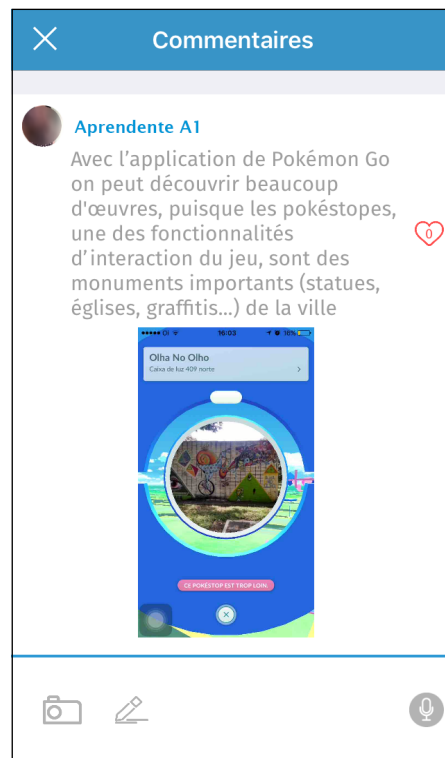 Commentaires
Aprendente A1
Avec l’application de Pokémon Go
on peut découvrir beaucoup
d'œuvres, puisque les pokéstopes,
une des fonctionnalités
d’interaction du jeu, sont des
monuments importants (statues,
églises, graffitis...) de la ville
0
Oi 16:03 18%
Olha No Olho
Caixa de luz 409 norte
CE POKÉSTOP EST TROP LOIN.